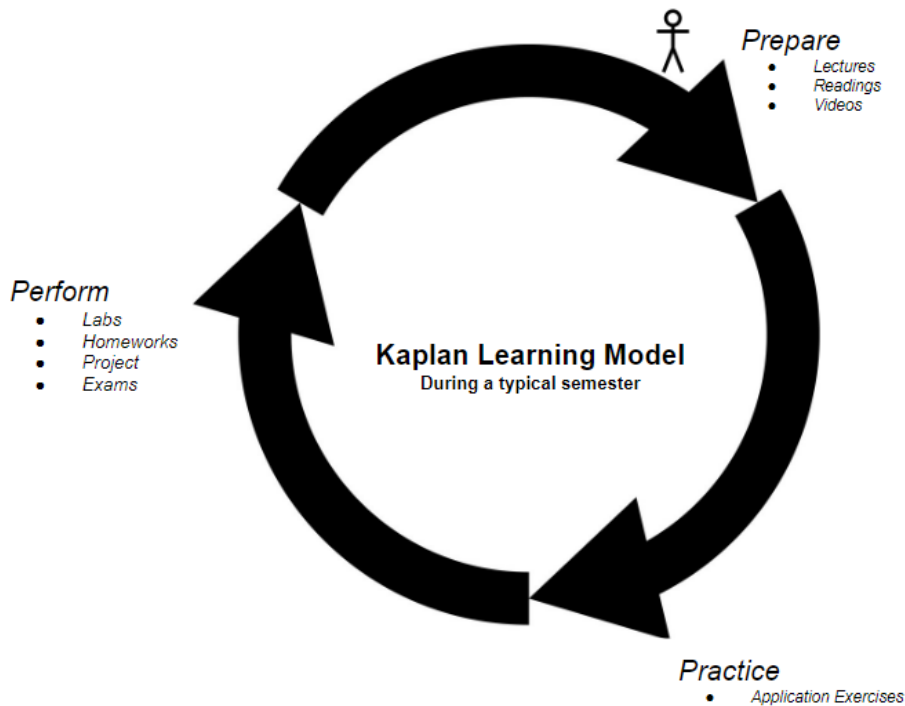 Prepare
● Lectures
● Readings
● Videos
Perform
● Labs
● Homeworks
● Project
● Exams
Kaplan Learning Model
During a typical semester
Practice
● Application Exercises